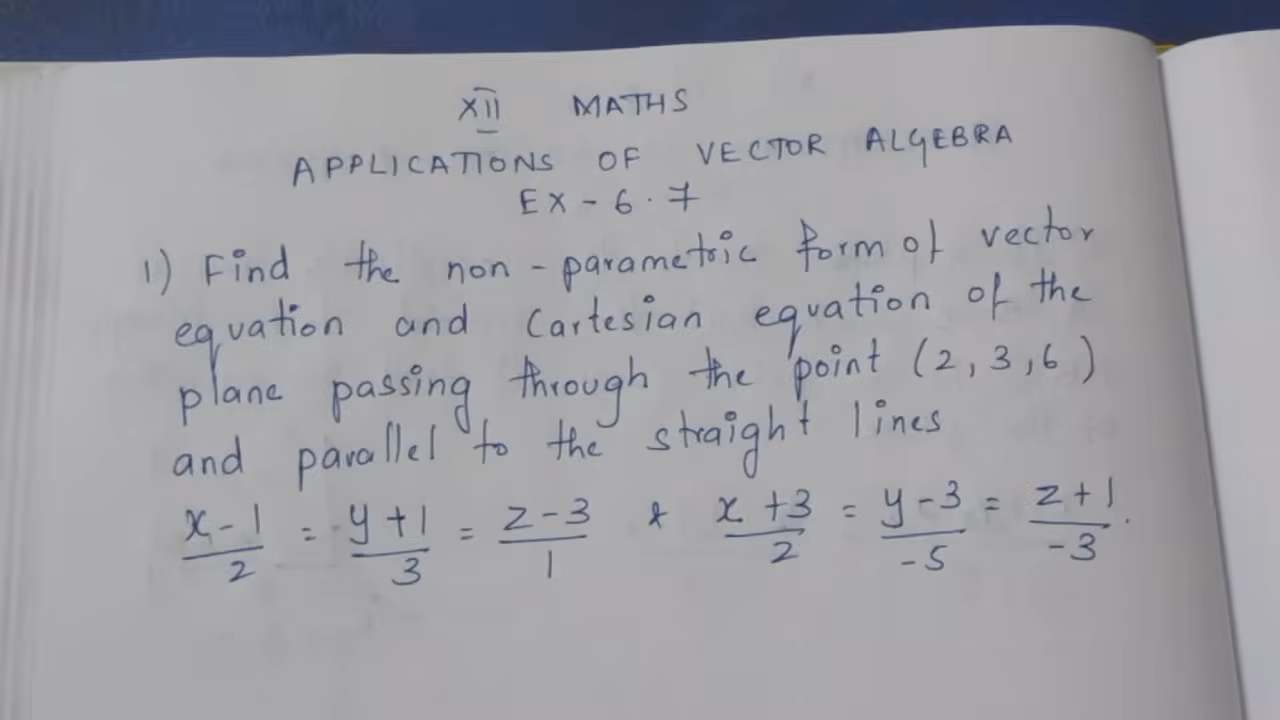 XII MATHS
APPLICATIONS OF VECTOR ALGEBRA
EX - 6.7
1) Find the non-parametric form of vector
equation and Cartesian equation of the
plane passing through the point (2,3,6)
and parallel to the straight lines
x-1/2 = y+1/3 = z-3/1 & x+3/2 = y-3/-5 = z+1/-3.